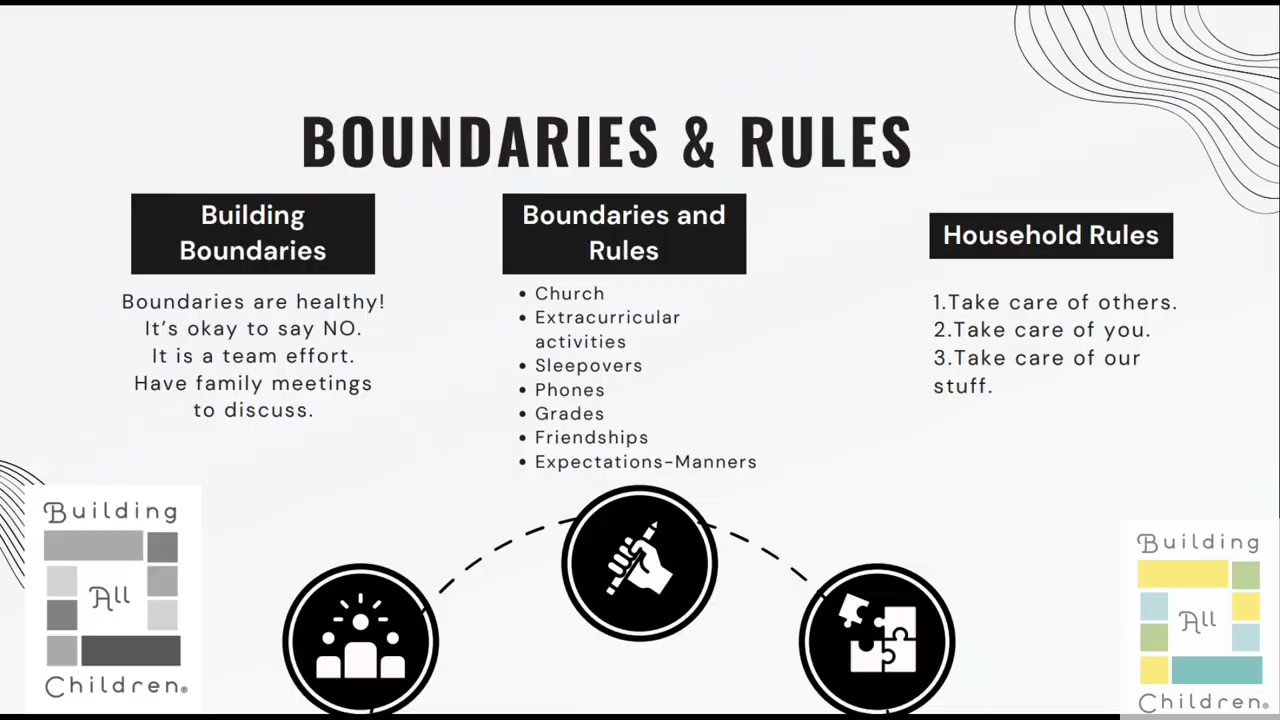 BOUNDARIES & RULES
Building
Boundaries
Boundaries are healthy!
It's okay to say NO.
It is a team effort.
Have family meetings
to discuss.
Boundaries and
Rules
• Church
• Extracurricular
activities
• Sleepovers
• Phones
• Grades
• Friendships
• Expectations-Manners
Household Rules
1.Take care of others.
2.Take care of you.
3.Take care of our
stuff.
Building
All
Children®
Building
All
Children®